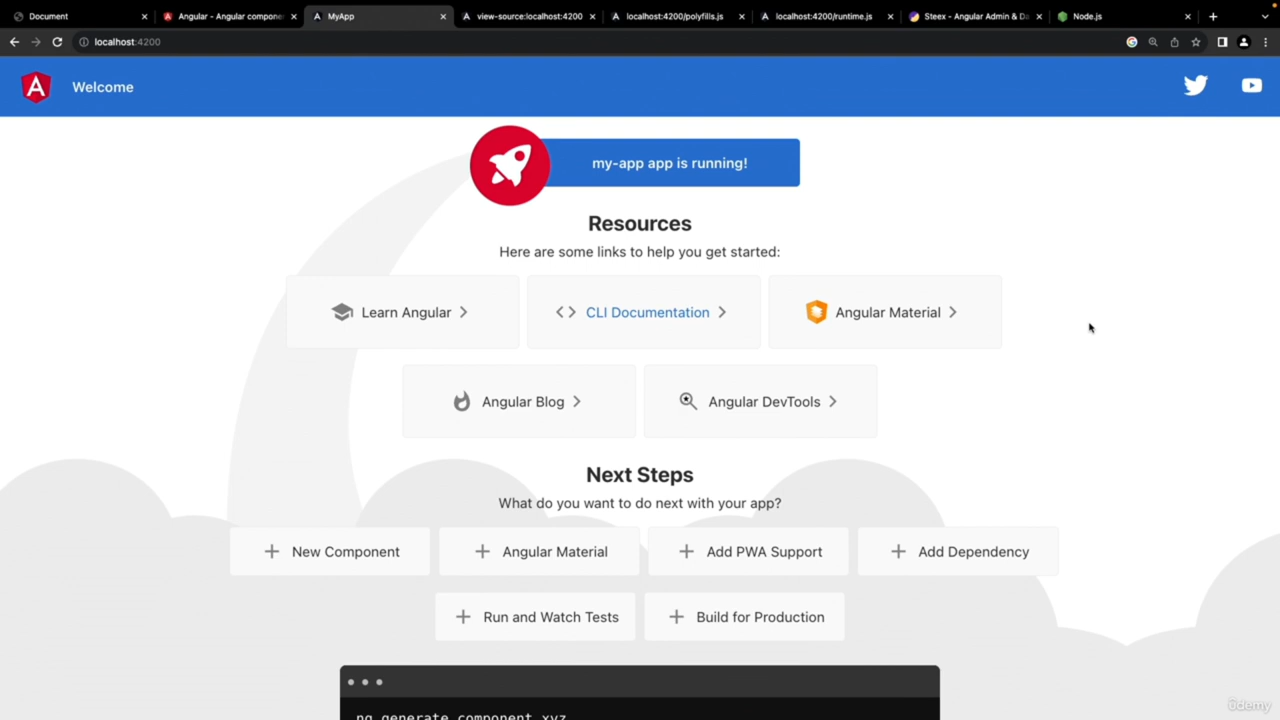 Document
Angular - Angular componen
MyApp
view-source:localhost:4200
localhost:4200/polyfills.js
localhost:4200/runtime.js
Steex - Angular Admin & Da
Node.js
localhost:4200
Welcome
my-app app is running!
Resources
Here are some links to help you get started:
Learn Angular
CLI Documentation
Angular Material
Angular Blog
Angular DevTools
Next Steps
What do you want to do next with your app?
New Component
Angular Material
Add PWA Support
Add Dependency
Run and Watch Tests
Build for Production
ng generate component xyz
ûdemy